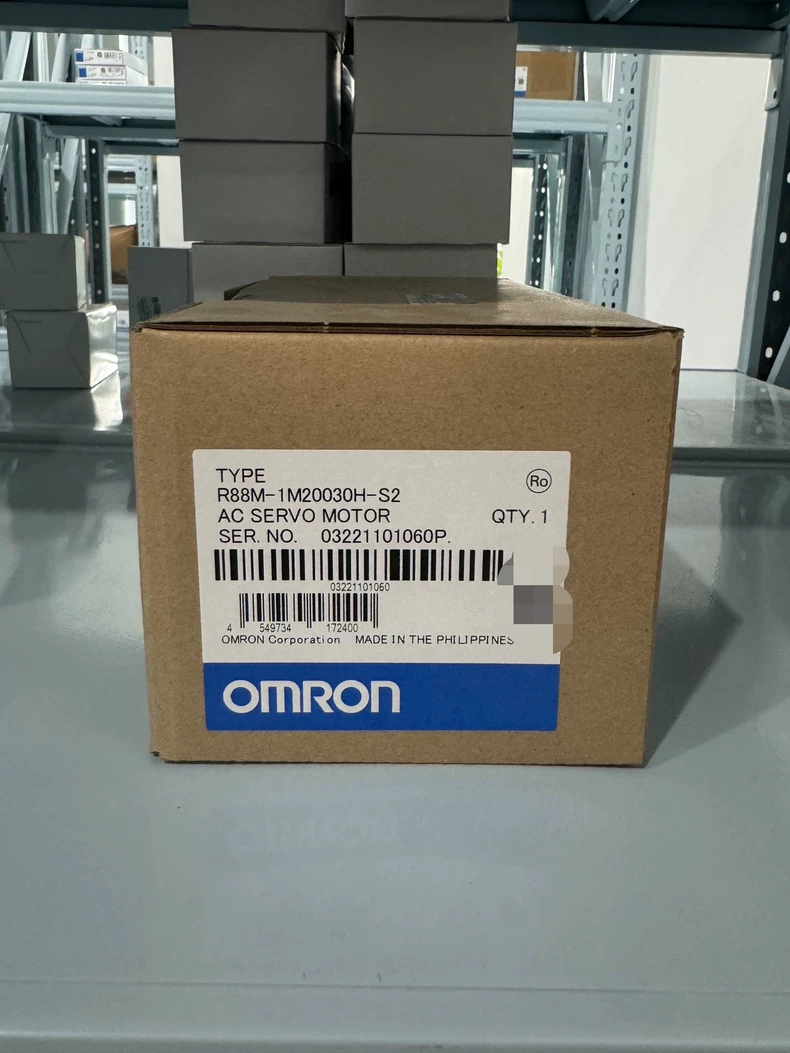 TYPE
R88M-1M20030H-S2
Ro
AC SERVO MOTOR QTY. 1
SER. NO. 03221101060P.
03221101060
4 549734 172400
OMRON Corporation MADE IN THE PHILIPPINES
OMRON